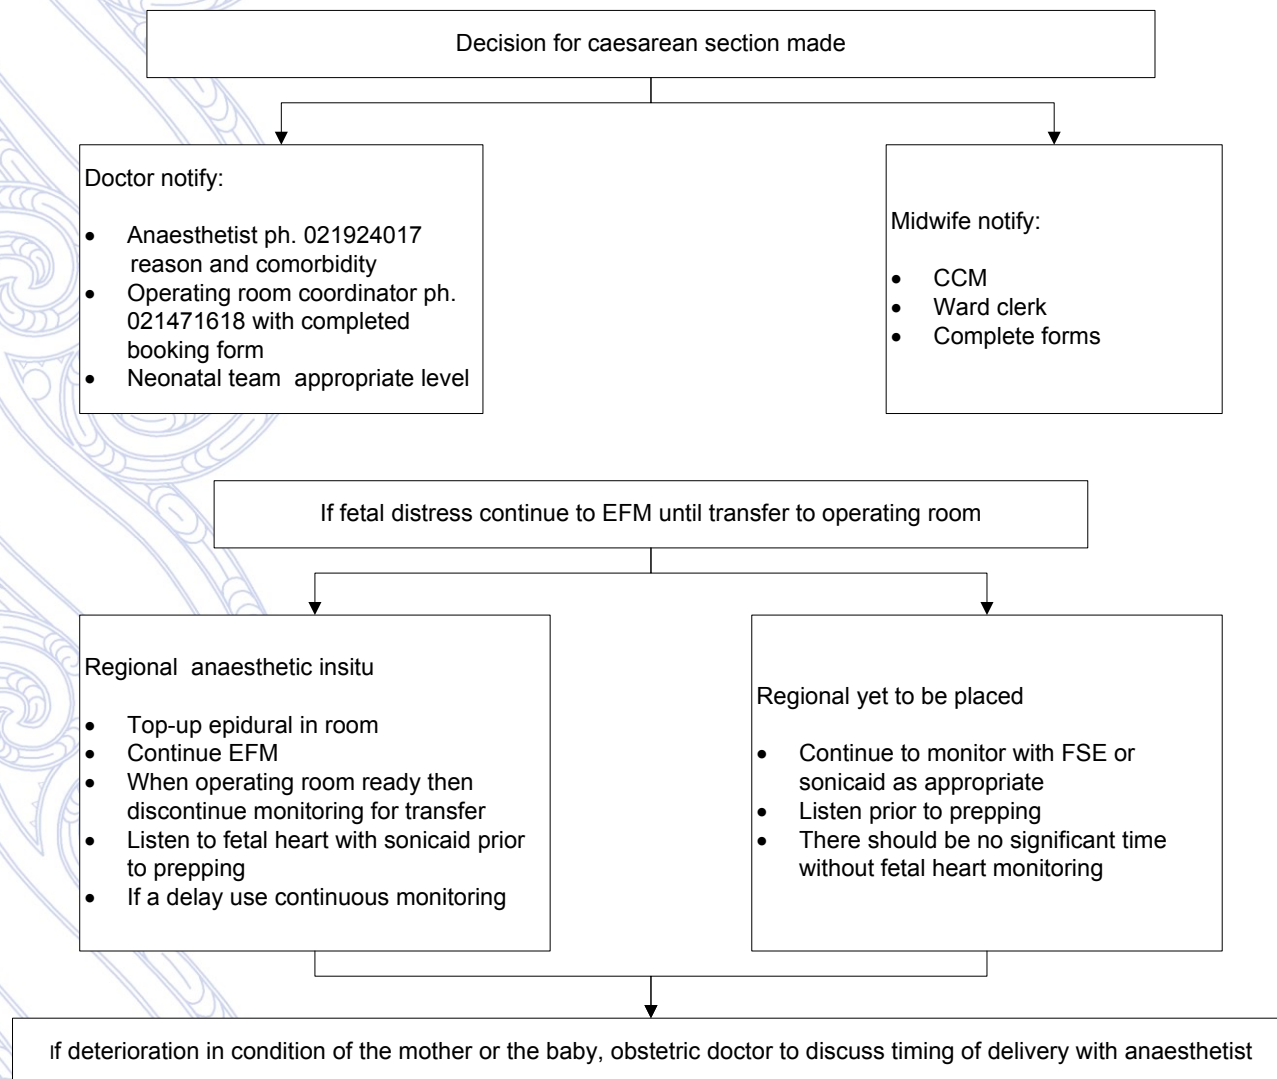 Decision for caesarean section made
Doctor notify:
• Anaesthetist ph. 021924017
reason and comorbidity
• Operating room coordinator ph.
021471618 with completed
booking form
• Neonatal team appropriate level
Midwife notify:
• CCM
• Ward clerk
• Complete forms
If fetal distress continue to EFM until transfer to operating room
Regional anaesthetic insitu
• Top-up epidural in room
• Continue EFM
• When operating room ready then
discontinue monitoring for transfer
• Listen to fetal heart with sonicaid prior
to prepping
• If a delay use continuous monitoring
Regional yet to be placed
• Continue to monitor with FSE or
sonicaid as appropriate
• Listen prior to prepping
• There should be no significant time
without fetal heart monitoring
If deterioration in condition of the mother or the baby, obstetric doctor to discuss timing of delivery with anaesthetist